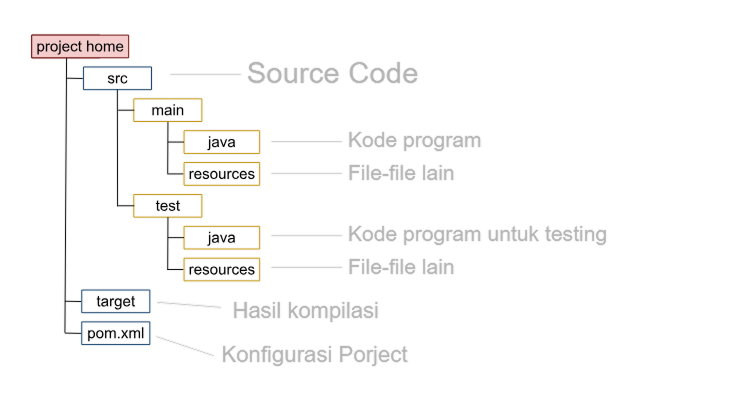 project home
src
Source Code
main
java
Kode program
resources
File-file lain
test
java
Kode program untuk testing
resources
File-file lain
target
Hasil kompilasi
pom.xml
Konfigurasi Porject